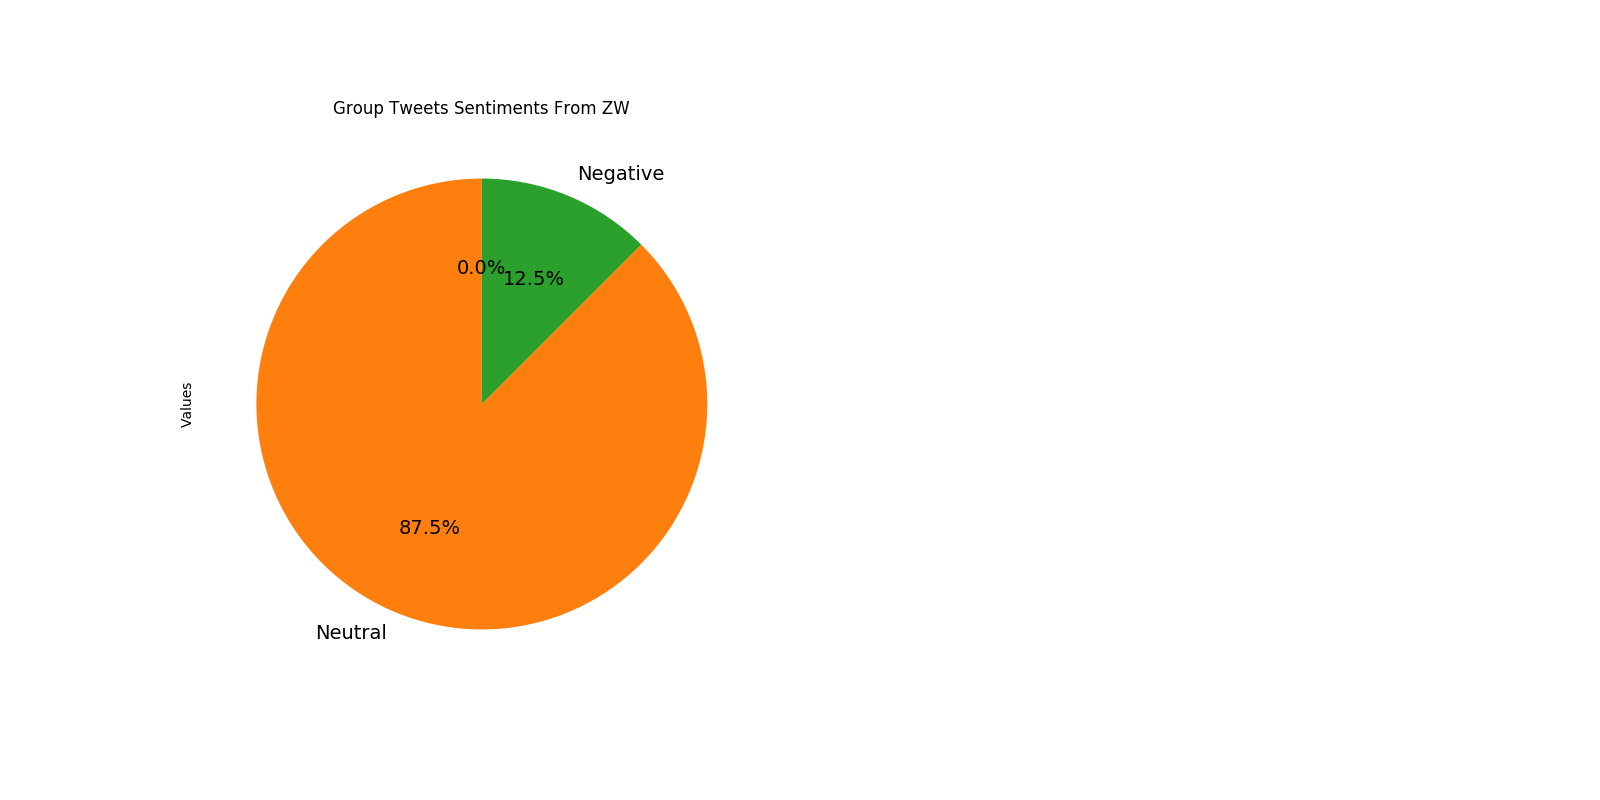 Group Tweets Sentiments From ZW
Negative
0.0%
12.5%
Values
87.5%
Neutral